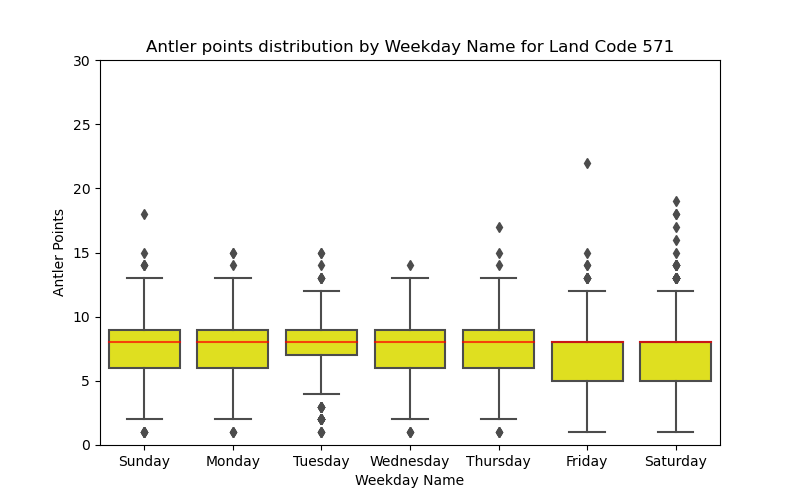 Antler points distribution by Weekday Name for Land Code 571
30
25
20
15
10
5
0
Antler Points
Sunday Monday Tuesday Wednesday Thursday Friday Saturday
Weekday Name